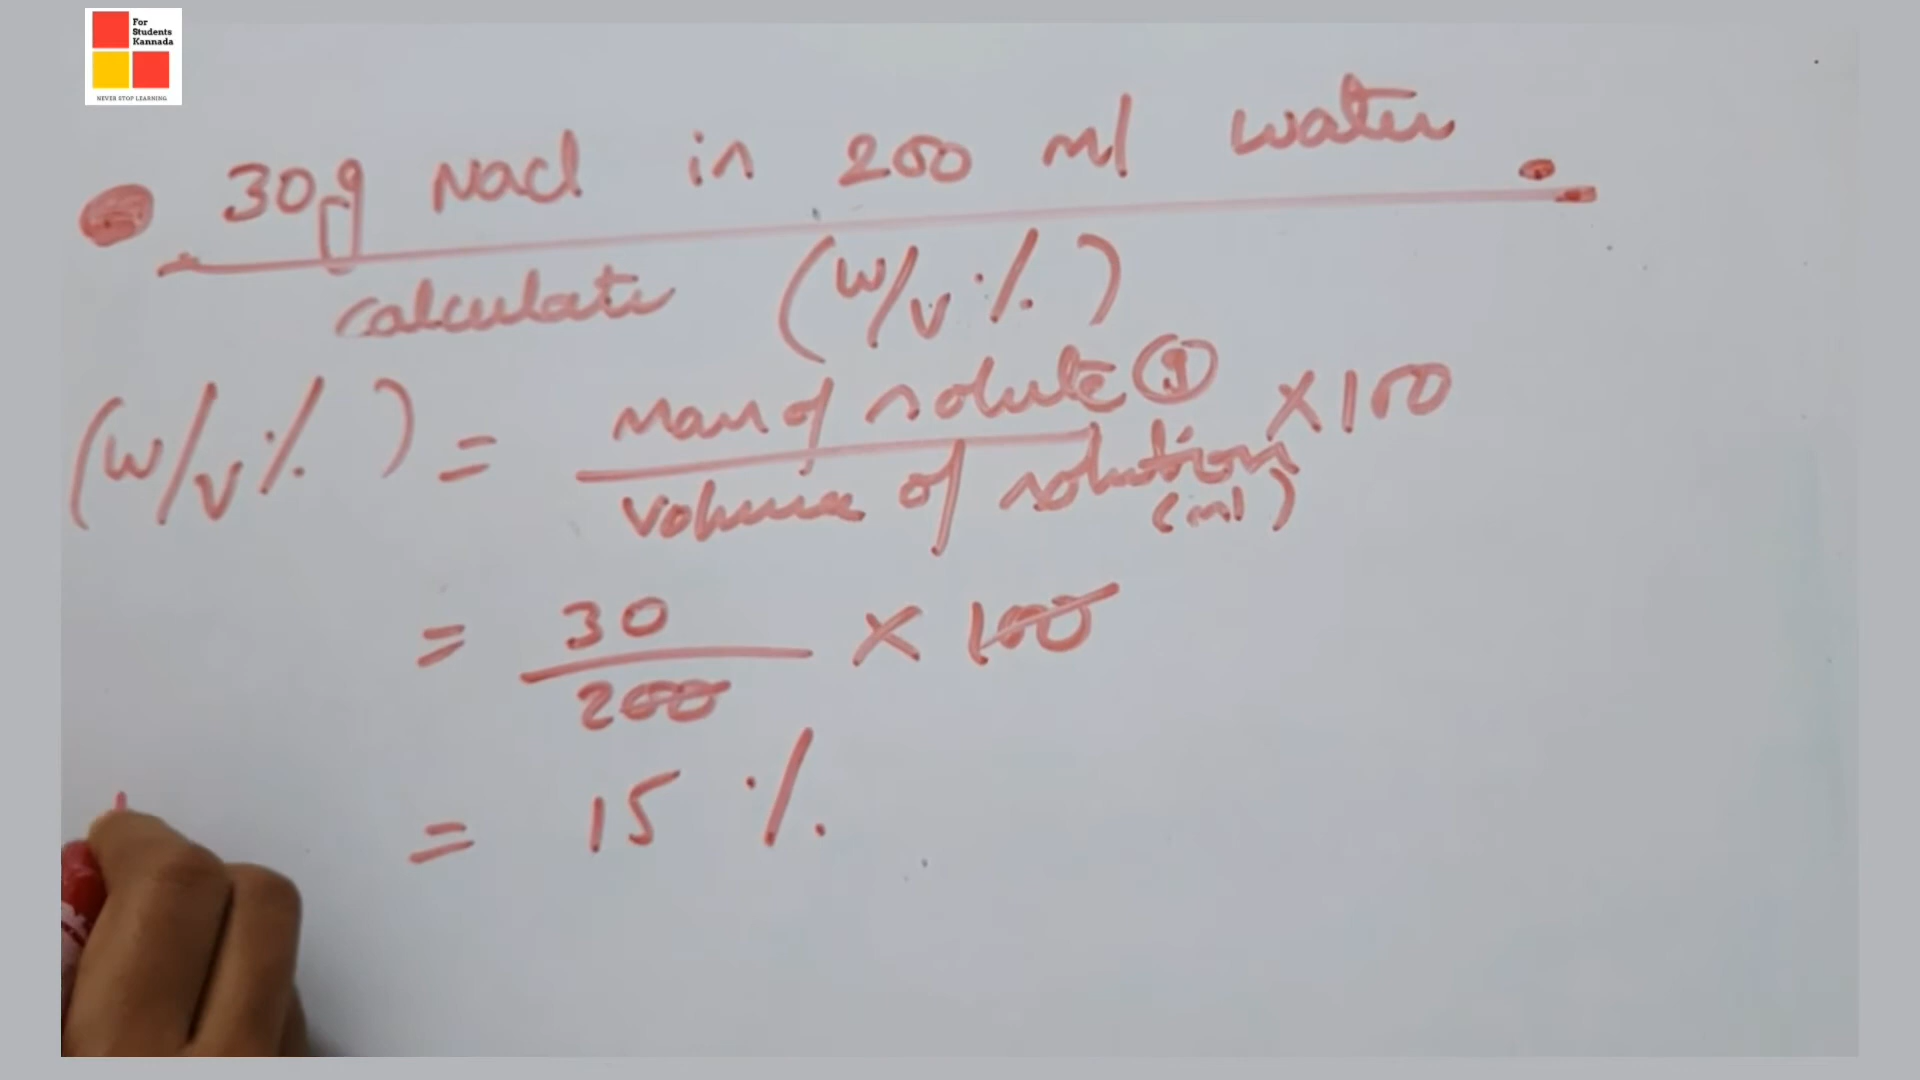 For
Students
Kannada
NEVER STOP LEARNING
30g Nacl in 200 ml water
calculate (w/v %)
(w/v %) = Mass of solute (g) / volume of solution (ml) × 100
= 30 / 200 × 100
= 15 %